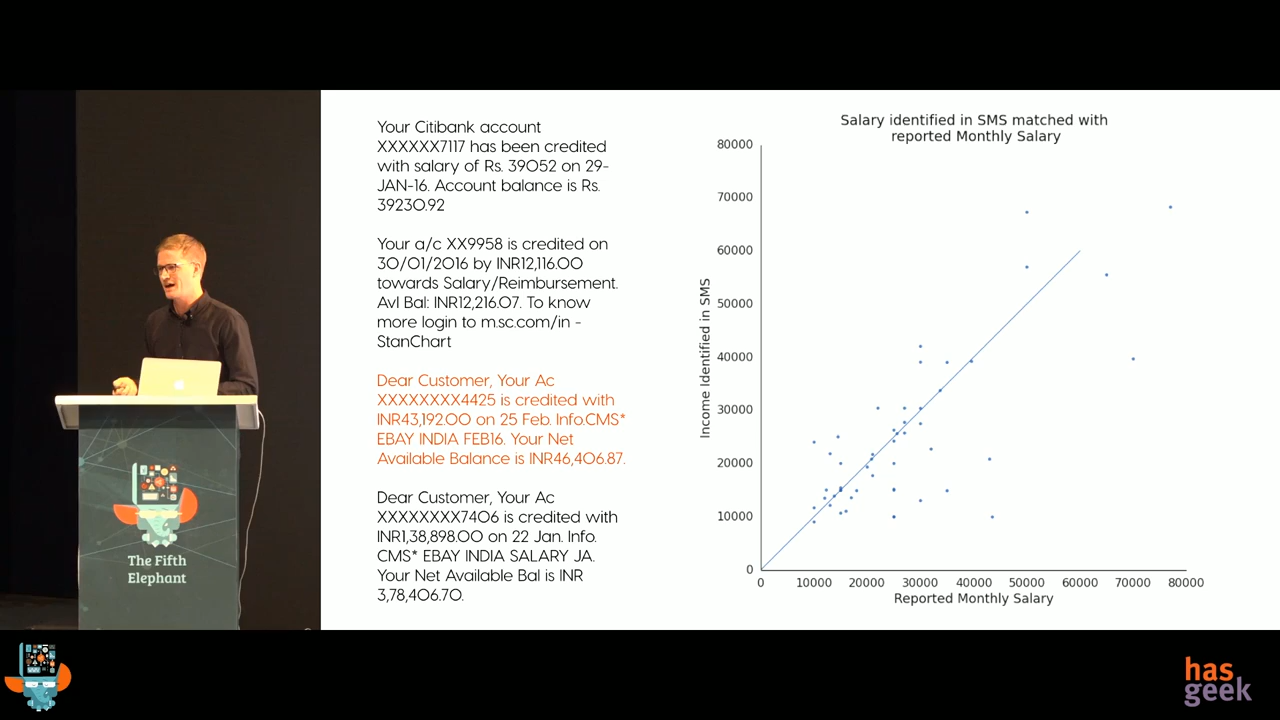 Your Citibank account
XXXXXX7117 has been credited
with salary of Rs. 39052 on 29-
JAN-16. Account balance is Rs.
39230.92
Your a/c XX9958 is credited on
30/01/2016 by INR12,116.00
towards Salary/Reimbursement.
Avl Bal: INR12,216.07. To know
more login to m.sc.com/in -
StanChart
Dear Customer, Your Ac
XXXXXXXX4425 is credited with
INR43,192.00 on 25 Feb. Info.CMS*
EBAY INDIA FEB16. Your Net
Available Balance is INR46,406.87.
Dear Customer, Your Ac
XXXXXXXX7406 is credited with
INR1,38,898.00 on 22 Jan. Info.
CMS* EBAY INDIA SALARY JA.
Your Net Available Bal is INR
3,78,406.70.
Salary identified in SMS matched with
reported Monthly Salary
Income Identified in SMS
80000
70000
60000
50000
40000
30000
20000
10000
0
0 10000 20000 30000 40000 50000 60000 70000 80000
Reported Monthly Salary
The Fifth
Elephant
has
geek